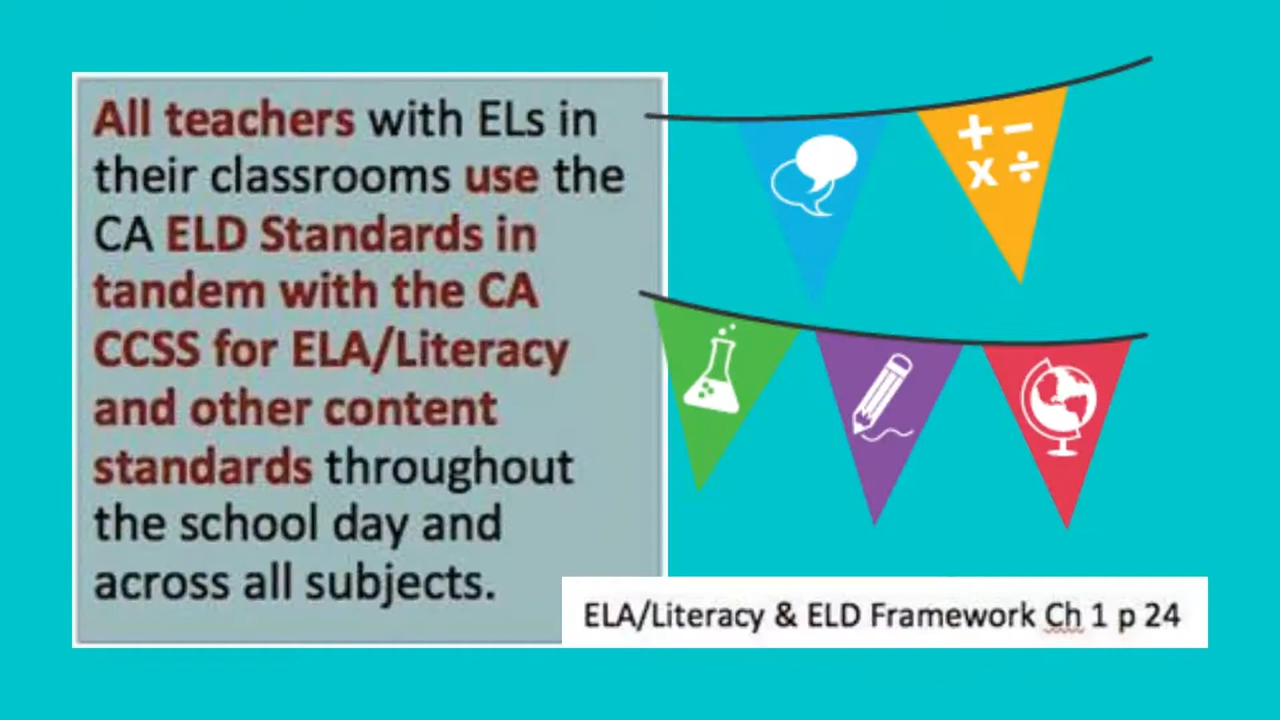 All teachers with ELs in
their classrooms use the
CA ELD Standards in
tandem with the CA
CCSS for ELA/Literacy
and other content
standards throughout
the school day and
across all subjects.
+ −
x ÷
ELA/Literacy & ELD Framework Ch 1 p 24